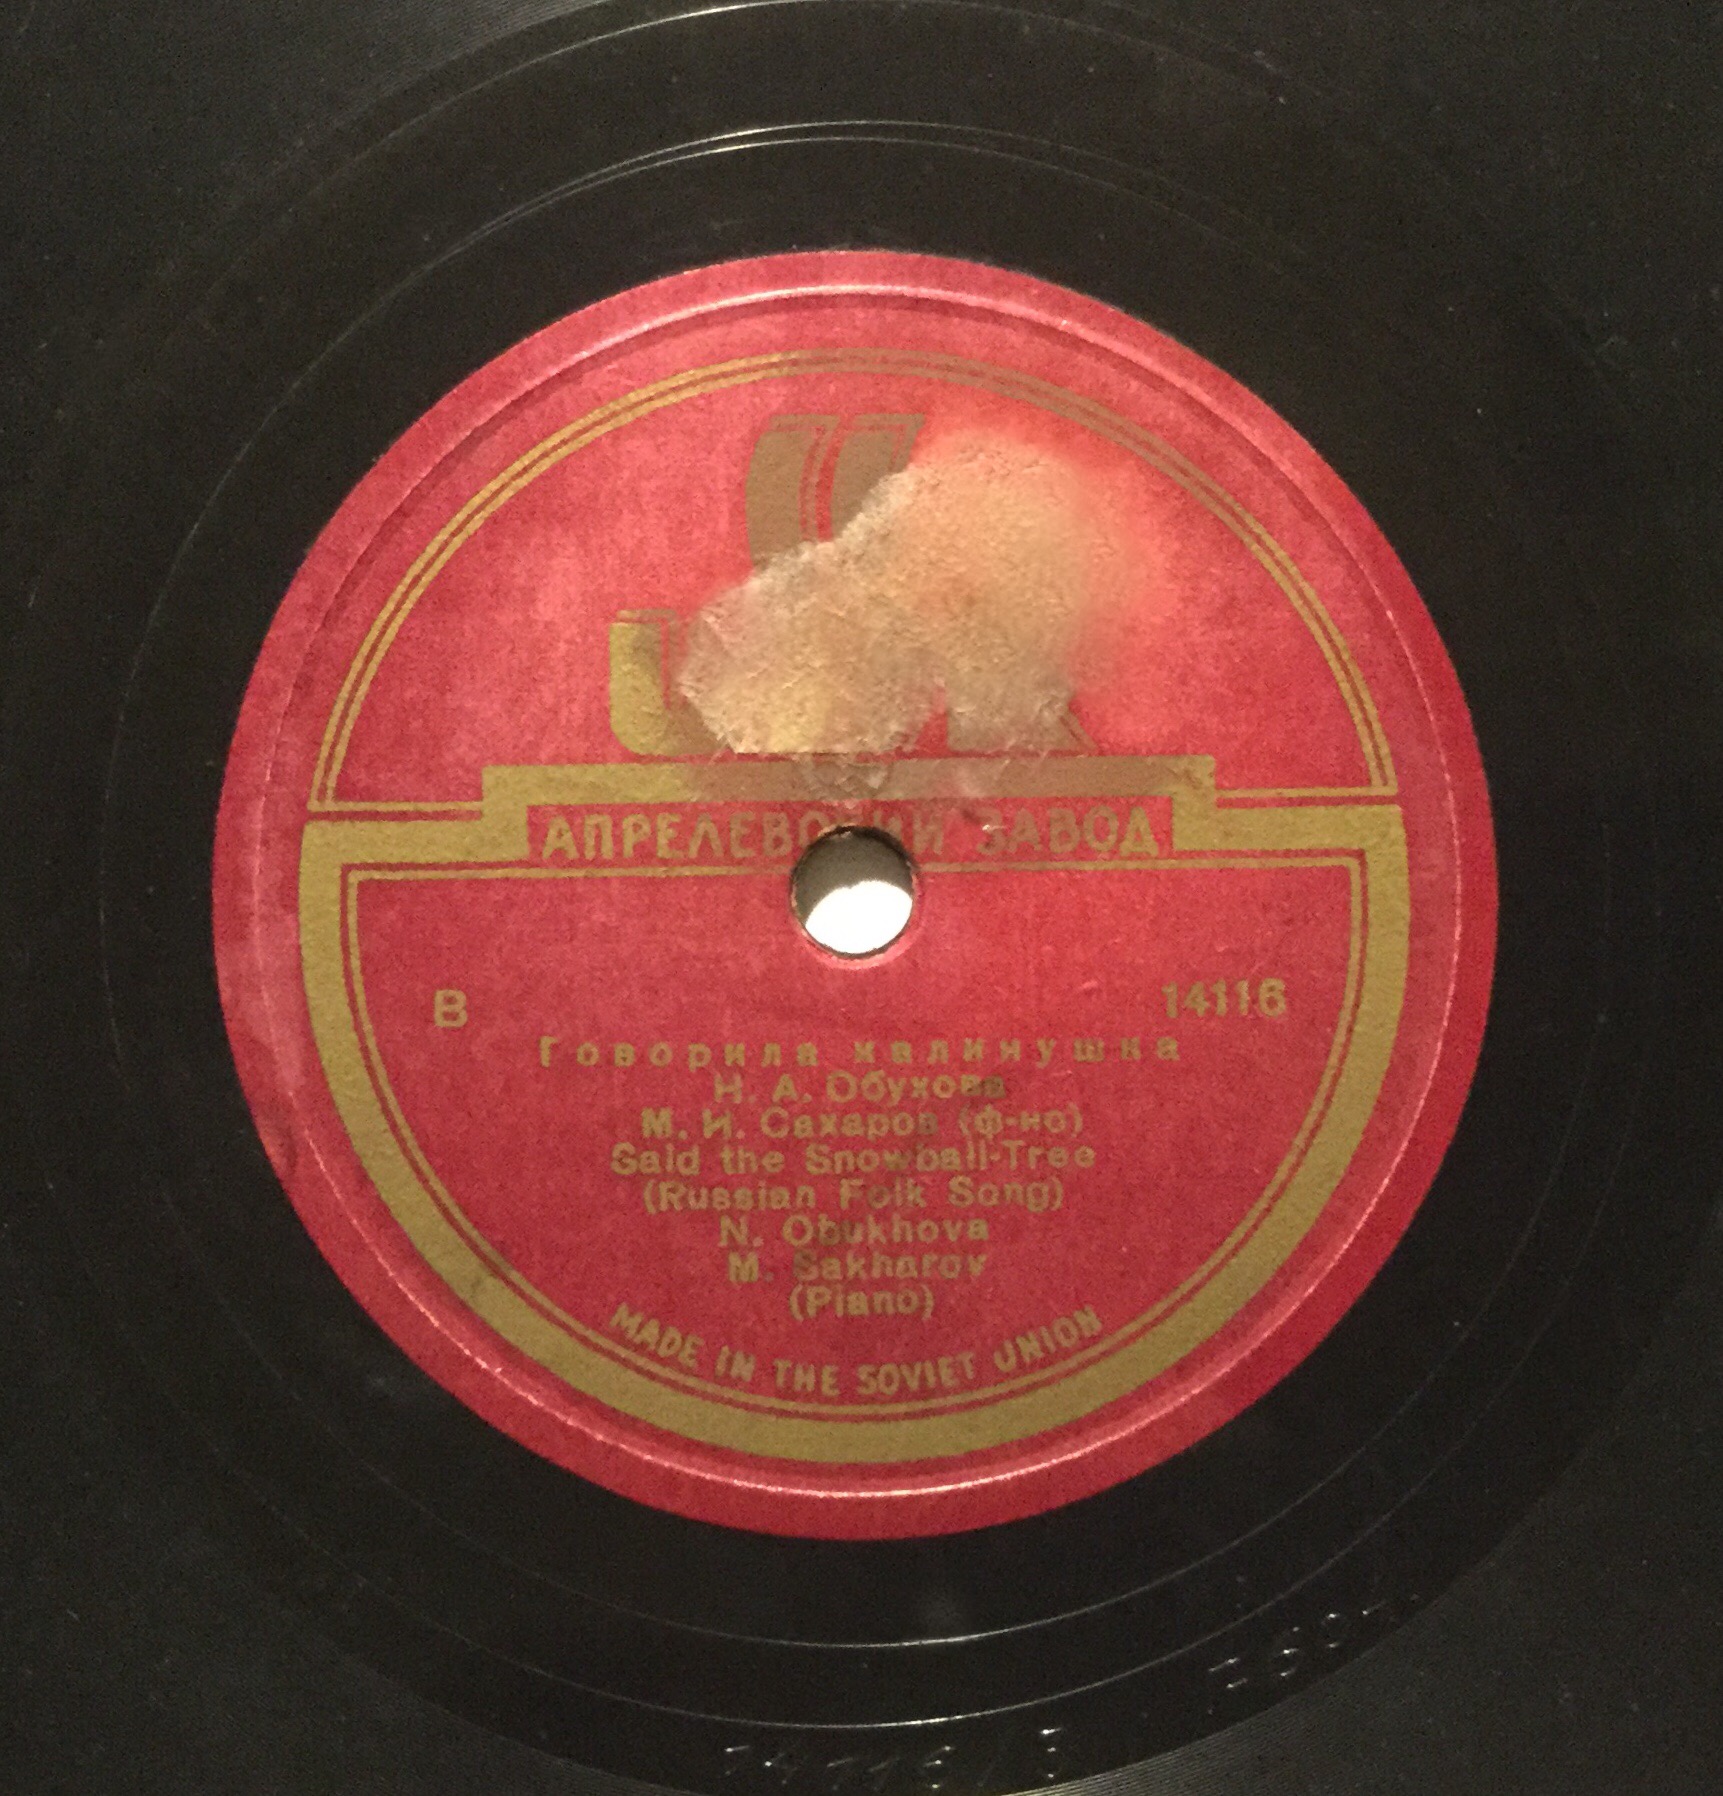 АПРЕЛЕВСКИЙ ЗАВОД
В 14116
Говорила калинушка
Н. А. Обухова
М. И. Сахаров (ф-но)
Said the Snowball-Tree
(Russian Folk Song)
N. Obukhova
M. Sakharov
(Piano)
MADE IN THE SOVIET UNION